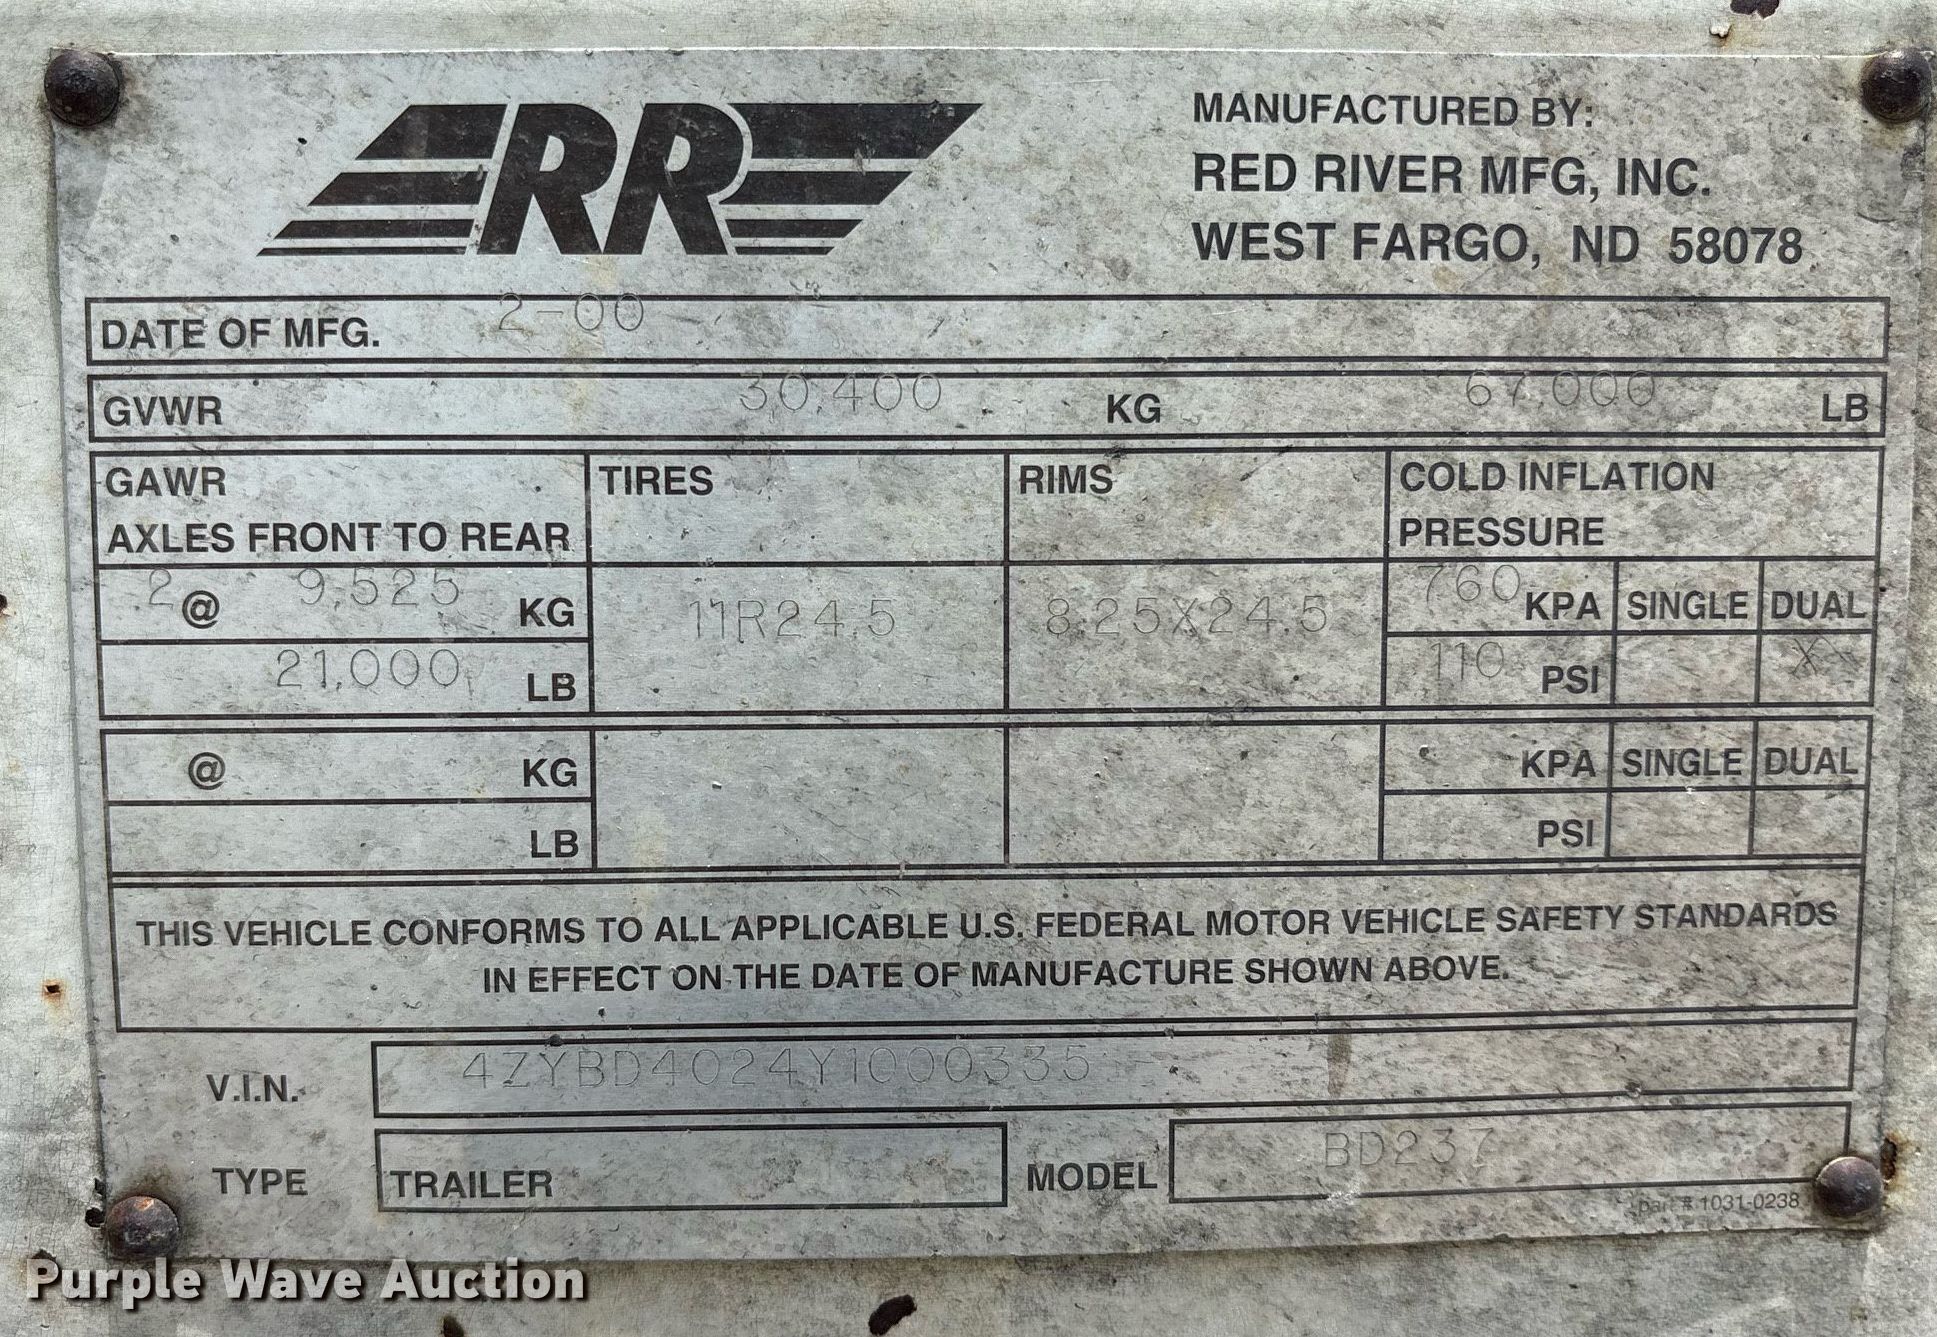 RR
MANUFACTURED BY:
RED RIVER MFG, INC.
WEST FARGO, ND 58078
DATE OF MFG. 2-00
GVWR 30,400 KG 67,000 LB
GAWR
AXLES FRONT TO REAR
TIRES
RIMS
COLD INFLATION
PRESSURE
2 @ 9,525 KG
21,000 LB
11R24.5
8.25X24.5
760 KPA SINGLE DUAL
110 PSI X
@ KG
LB
KPA SINGLE DUAL
PSI
THIS VEHICLE CONFORMS TO ALL APPLICABLE U.S. FEDERAL MOTOR VEHICLE SAFETY STANDARDS
IN EFFECT ON THE DATE OF MANUFACTURE SHOWN ABOVE.
V.I.N. 4ZYBD4024Y1000335
TYPE TRAILER MODEL BD237
part # 1031-0238
Purple Wave Auction